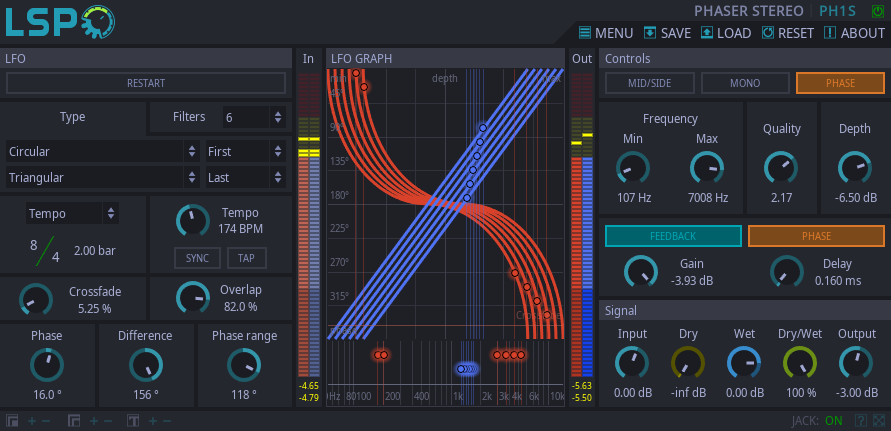 LSP
PHASER STEREO PH1S
MENU SAVE LOAD RESET ABOUT
LFO
RESTART
Type Filters 6
Circular First
Triangular Last
Tempo
8/4 2.00 bar
Tempo
174 BPM
SYNC TAP
Crossfade
5.25 %
Overlap
82.0 %
Phase Difference Phase range
16.0 ° 156 ° 118 °
In
-4.65
-4.79
LFO GRAPH
min depth max
45°
90°
135°
180°
225°
270°
315°
Crossfade
phase
80 100 200 400 1k 2k 3k 4k 6k 10k
Out
-5.63
-5.50
Controls
MID/SIDE MONO PHASE
Frequency
Min Max
107 Hz 7008 Hz
Quality
2.17
Depth
-6.50 dB
FEEDBACK PHASE
Gain
-3.93 dB
Delay
0.160 ms
Signal
Input Dry Wet Dry/Wet Output
0.00 dB -inf dB 0.00 dB 100 % -3.00 dB
JACK: ON